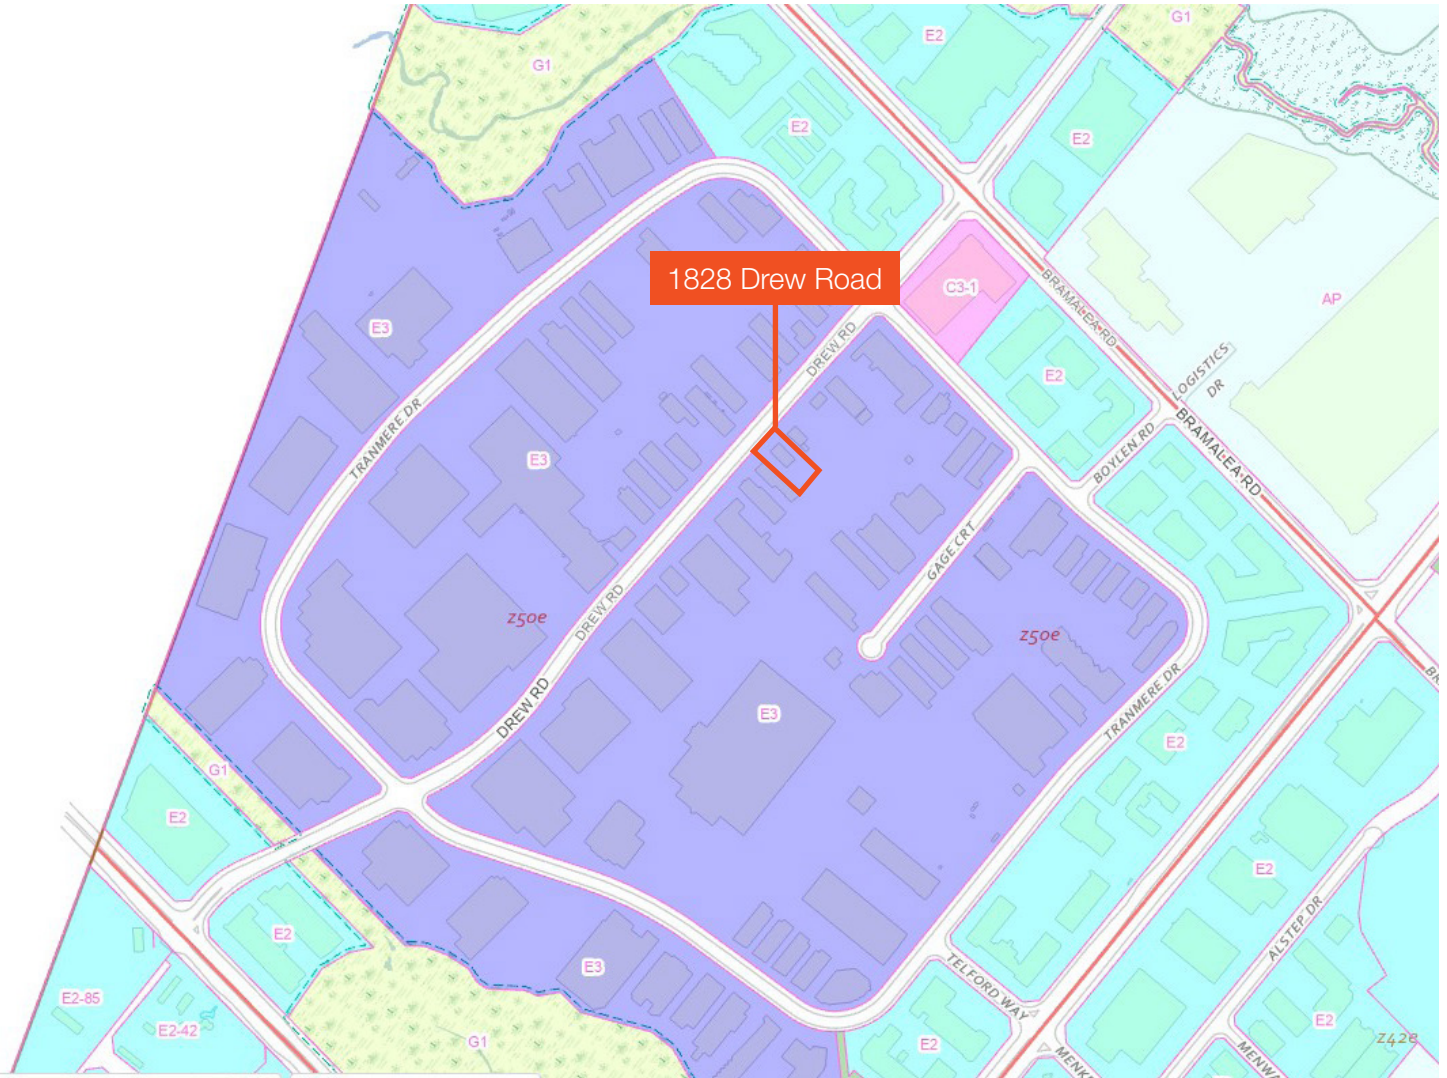 G1
E2
G1
E2
E2
1828 Drew Road
C3-1
AP
BRAMALEA RD
E3
DREW RD
LOGISTICS
DR
E2
TRANMERE DR
BRAMALEA RD
BOYLEN RD
E3
GAGE CRT
z50e
DREW RD
z50e
DREW RD
E3
TRANMERE DR
E2
G1
E2
E2
E2
ALSTEP DR
E3
TELFORD WAY
E2-85
E2-42
G1
E2
E2
z42e